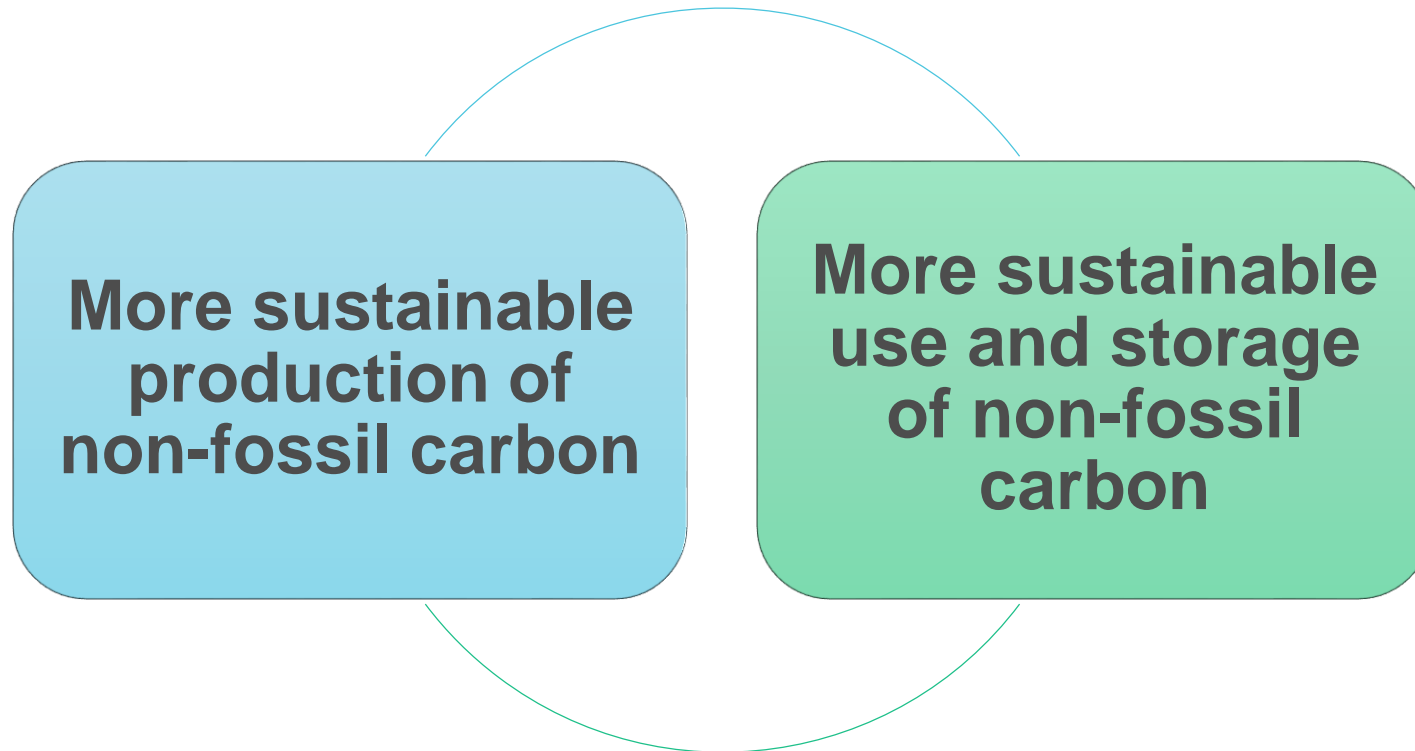 More sustainable
production of
non-fossil carbon
More sustainable
use and storage
of non-fossil
carbon